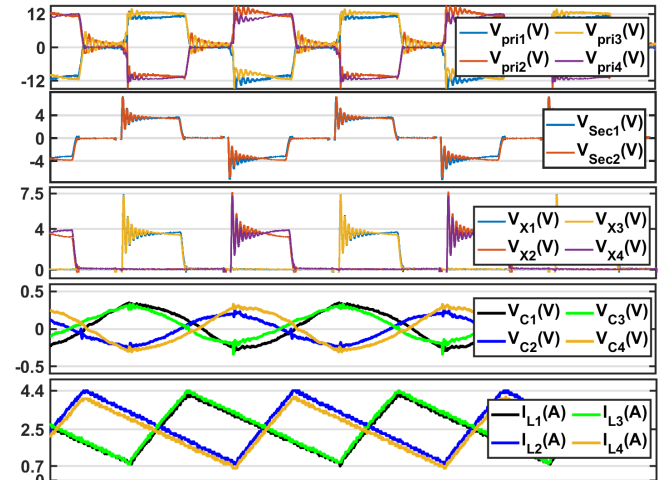 12
0
-12
V_pri1(V) V_pri3(V)
V_pri2(V) V_pri4(V)
4
0
-4
V_Sec1(V)
V_Sec2(V)
7.5
4
0
V_X1(V) V_X3(V)
V_X2(V) V_X4(V)
0.5
0
-0.5
V_C1(V) V_C3(V)
V_C2(V) V_C4(V)
4.4
2.5
0.7
I_L1(A) I_L3(A)
I_L2(A) I_L4(A)